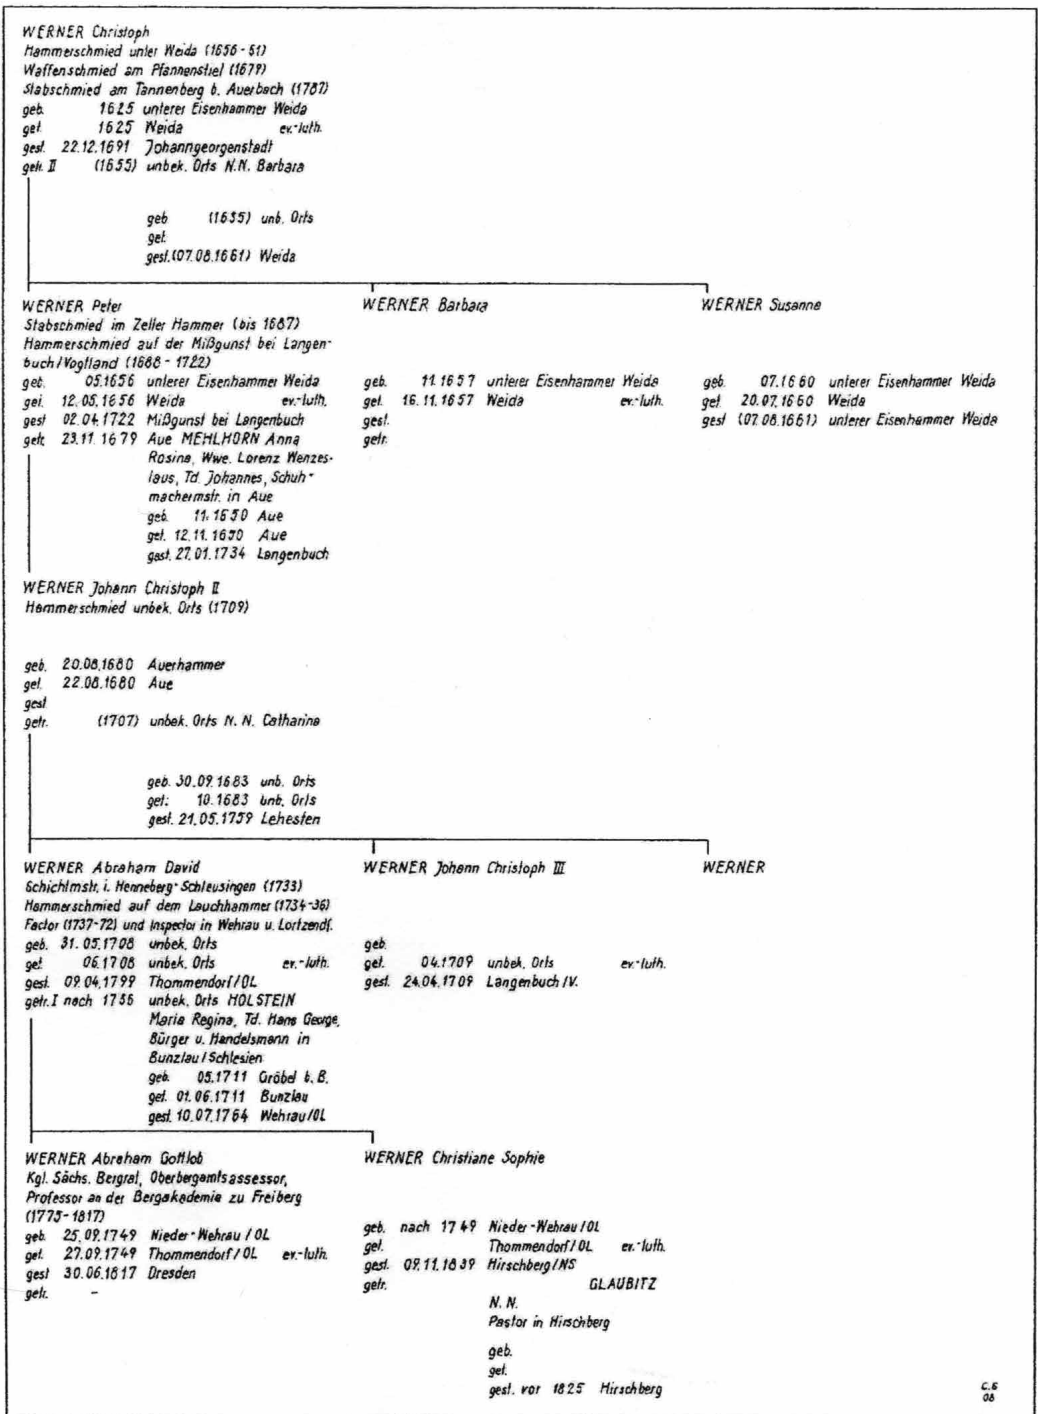 WERNER Christoph
Hammerschmied unter Weida (1656-61)
Waffenschmied am Pfannenstiel (1679)
Stabschmied am Tannenberg b. Auerbach (1787)
geb. 1625 unterer Eisenhammer Weida
get. 1625 Weida ev.-luth.
gest. 22.12.1691 Johanngeorgenstadt
getr. II (1655) unbek. Orts N.N. Barbara
geb (1635) unb. Orts
get.
gest. (07.08.1661) Weida
WERNER Peter
Stabschmied im Zeller Hammer (bis 1687)
Hammerschmied auf der Mißgunst bei Langen-
buch/Vogtland (1688 - 1722)
geb. 05.1656 unterer Eisenhammer Weida
get. 12.05.1656 Weida ev.-luth.
gest 02.04.1722 Mißgunst bei Langenbuch
getr. 23.11.1679 Aue MEHLHORN Anna
Rosina, Wwe. Lorenz Wenzes-
laus, Td. Johannes, Schuh-
machermstr. in Aue
geb. 11.1650 Aue
get. 12.11.1650 Aue
gest. 27.01.1734 Langenbuch
WERNER Barbara
geb. 11.1657 unterer Eisenhammer Weida
get. 16.11.1657 Weida ev.-luth.
gest.
getr.
WERNER Susanne
geb. 07.1660 unterer Eisenhammer Weida
get. 20.07.1660 Weida
gest (07.08.1661) unterer Eisenhammer Weida
WERNER Johann Christoph II
Hammerschmied unbek. Orts (1709)
geb. 20.08.1680 Auerhammer
get. 22.08.1680 Aue
gest
getr. (1707) unbek. Orts N. N. Catharina
geb. 30.09.1683 unb. Orts
get: 10.1683 unb. Orts
gest. 21.05.1759 Lehesten
WERNER Abraham David
Schichtmstr. i. Henneberg-Schleusingen (1733)
Hammerschmied auf dem Lauchhammer (1734-36)
Factor (1737-72) und Inspector in Wehrau u. Lortzendf.
geb. 31.05.1708 unbek. Orts
get 06.1708 unbek. Orts ev.-luth.
gest. 09.04.1799 Thommendorf/OL
getr. I nach 1735 unbek. Orts HOLSTEIN
Maria Regina, Td. Hans George,
Bürger u. Handelsmann in
Bunzlau/Schlesien
geb. 05.1711 Gröbel b. B.
get. 01.06.1711 Bunzlau
gest. 10.07.1764 Wehrau/OL
WERNER Johann Christoph III
geb.
get. 04.1709 unbek. Orts ev.-luth.
gest. 24.04.1709 Langenbuch/V.
WERNER
WERNER Abraham Gottlob
Kgl. Sächs. Bergrat, Oberbergamtsassessor,
Professor an der Bergakademie zu Freiberg
(1775-1817)
geb. 25.09.1749 Nieder-Wehrau/OL
get. 27.09.1749 Thommendorf/OL ev.-luth.
gest 30.06.1817 Dresden
getr. -
WERNER Christiane Sophie
geb. nach 1749 Nieder-Wehrau/OL
get. Thommendorf/OL ev.-luth.
gest. 09.11.1839 Hirschberg/NS
getr. GLAUBITZ
N. N.
Pastor in Hirschberg
geb.
get.
gest. vor 1825 Hirschberg